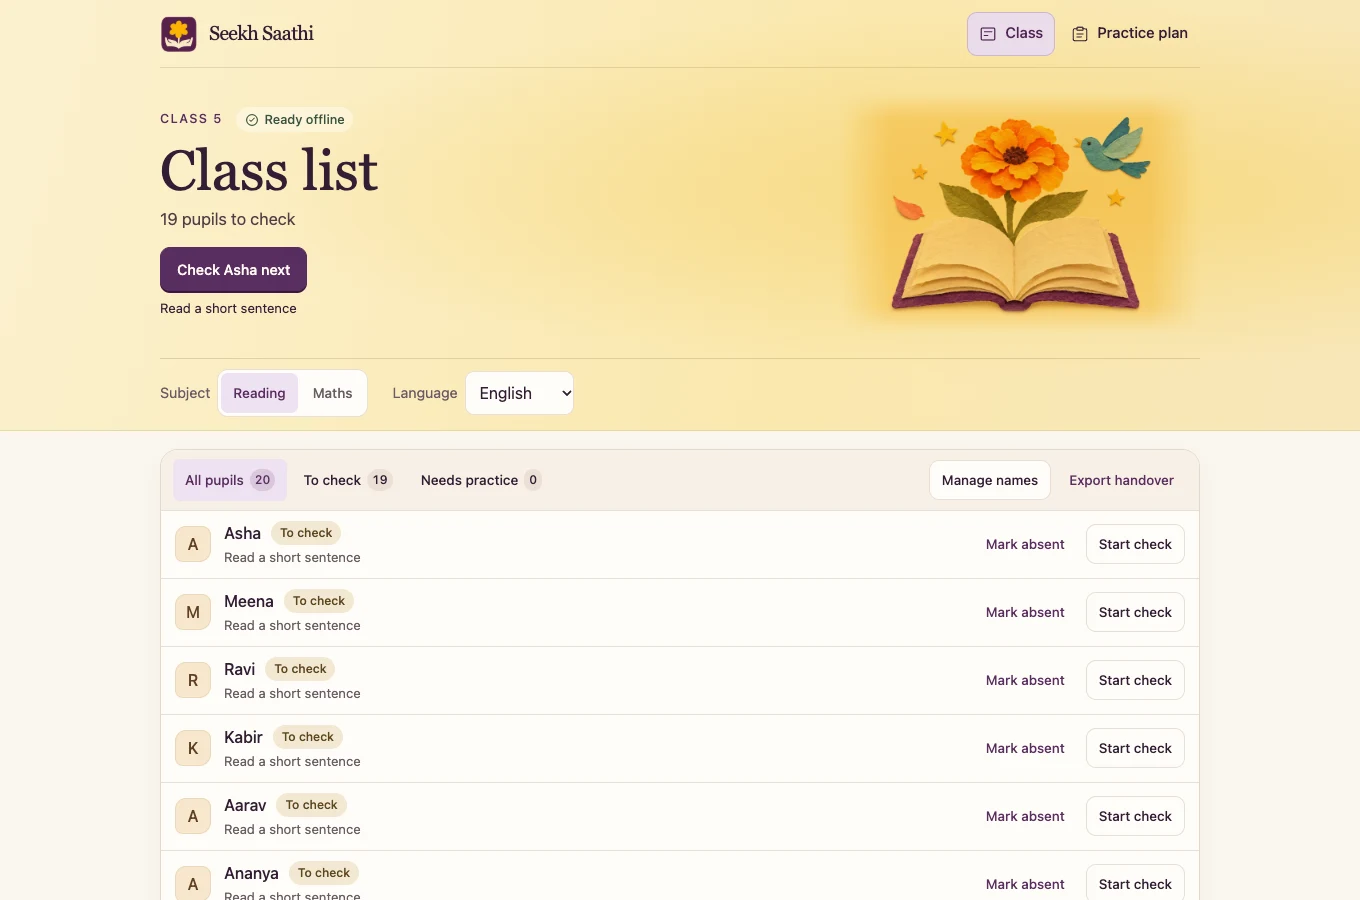 Seekh Saathi
Class
Practice plan
CLASS 5
Ready offline
Class list
19 pupils to check
Check Asha next
Read a short sentence
Subject
Reading
Maths
Language
English
All pupils 20
To check 19
Needs practice 0
Manage names
Export handover
A
Asha
To check
Read a short sentence
Mark absent
Start check
M
Meena
To check
Read a short sentence
Mark absent
Start check
R
Ravi
To check
Read a short sentence
Mark absent
Start check
K
Kabir
To check
Read a short sentence
Mark absent
Start check
A
Aarav
To check
Read a short sentence
Mark absent
Start check
A
Ananya
To check
Read a short sentence
Mark absent
Start check